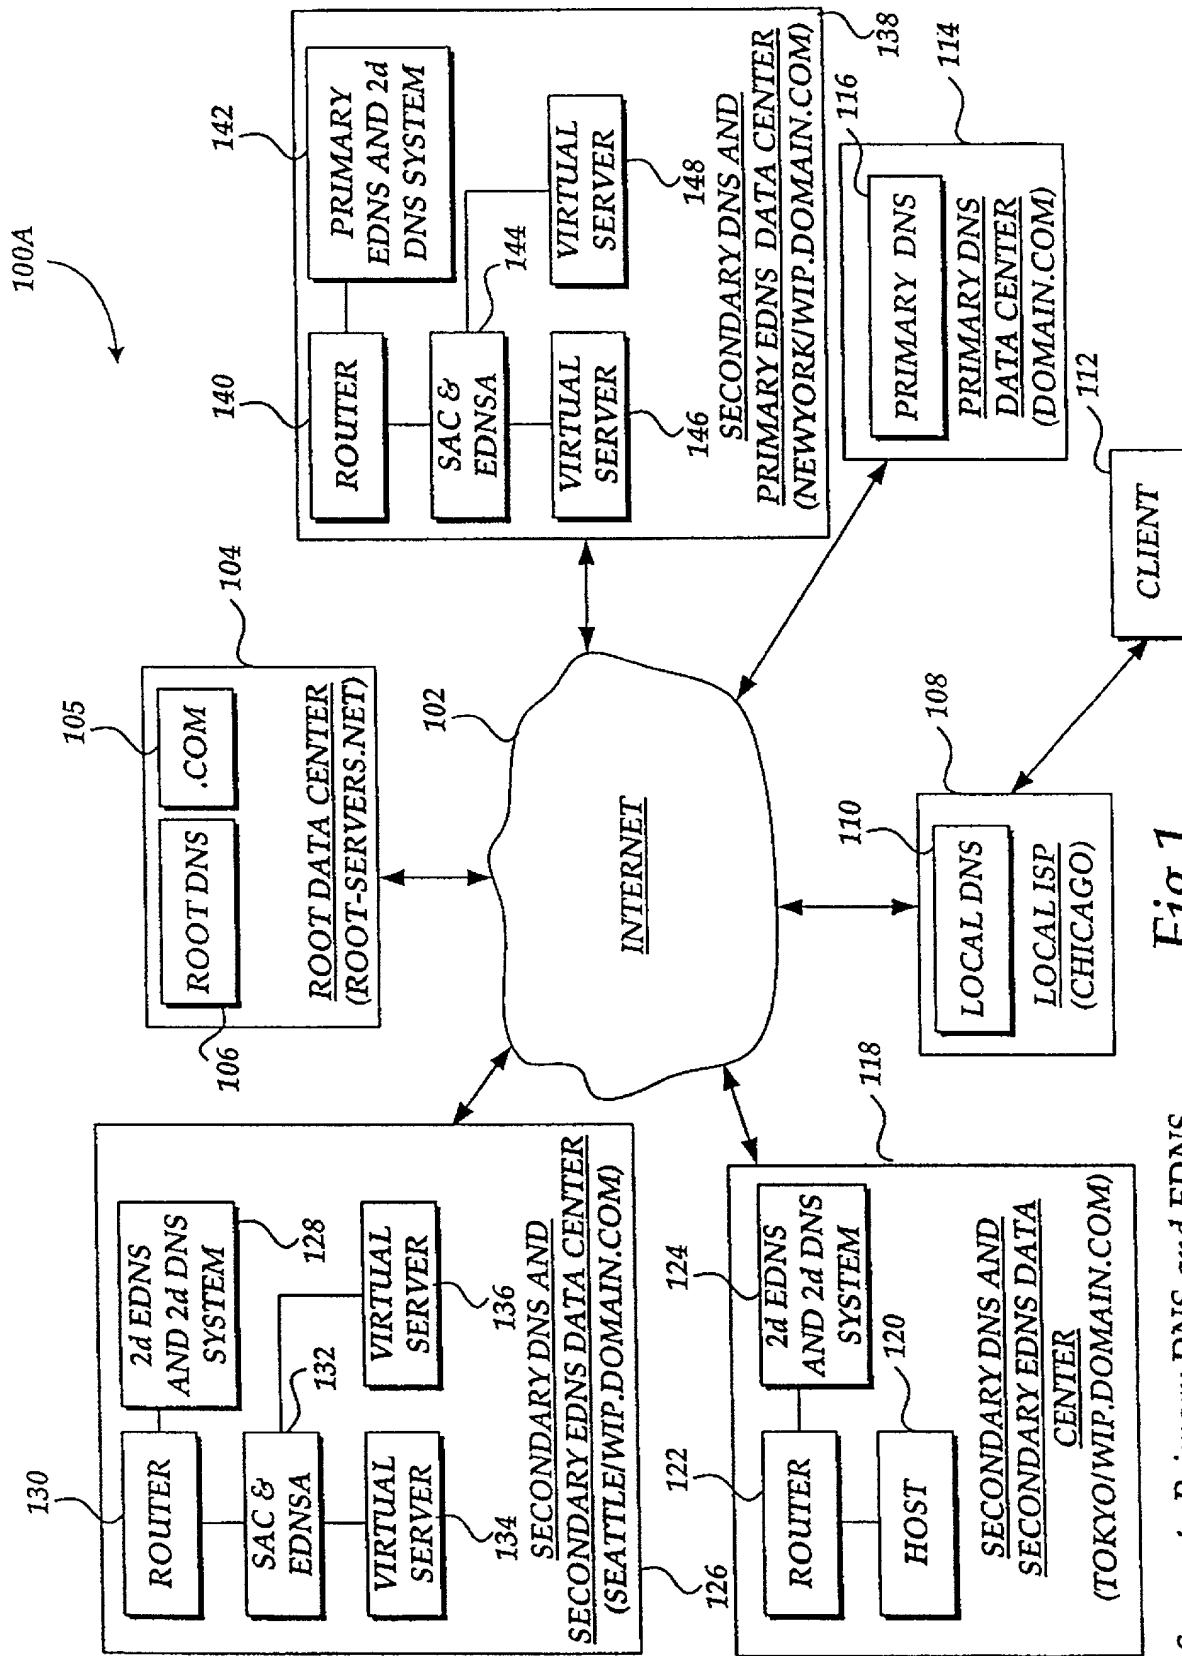 100A
130
ROUTER
2d EDNS
AND 2d DNS
SYSTEM
128
132
SAC &
EDNSA
VIRTUAL
SERVER
134
VIRTUAL
SERVER
136
SECONDARY DNS AND
SECONDARY EDNS DATA CENTER
(SEATTLE/WIP.DOMAIN.COM)
126
106
ROOT DNS
105
.COM
ROOT DATA CENTER
(ROOT-SERVERS.NET)
104
140
ROUTER
142
PRIMARY
EDNS AND 2d
DNS SYSTEM
144
SAC &
EDNSA
VIRTUAL
SERVER
146
VIRTUAL
SERVER
148
SECONDARY DNS AND
PRIMARY EDNS DATA CENTER
(NEWYORK/WIP.DOMAIN.COM)
138
102
INTERNET
122
ROUTER
124
2d EDNS
AND 2d DNS
SYSTEM
120
HOST
SECONDARY DNS AND
SECONDARY EDNS DATA
CENTER
(TOKYO/WIP.DOMAIN.COM)
118
110
LOCAL DNS
LOCAL ISP
(CHICAGO)
108
116
PRIMARY DNS
PRIMARY DNS
DATA CENTER
(DOMAIN.COM)
114
112
CLIENT
Primary DNS and EDNS
Fig. 1